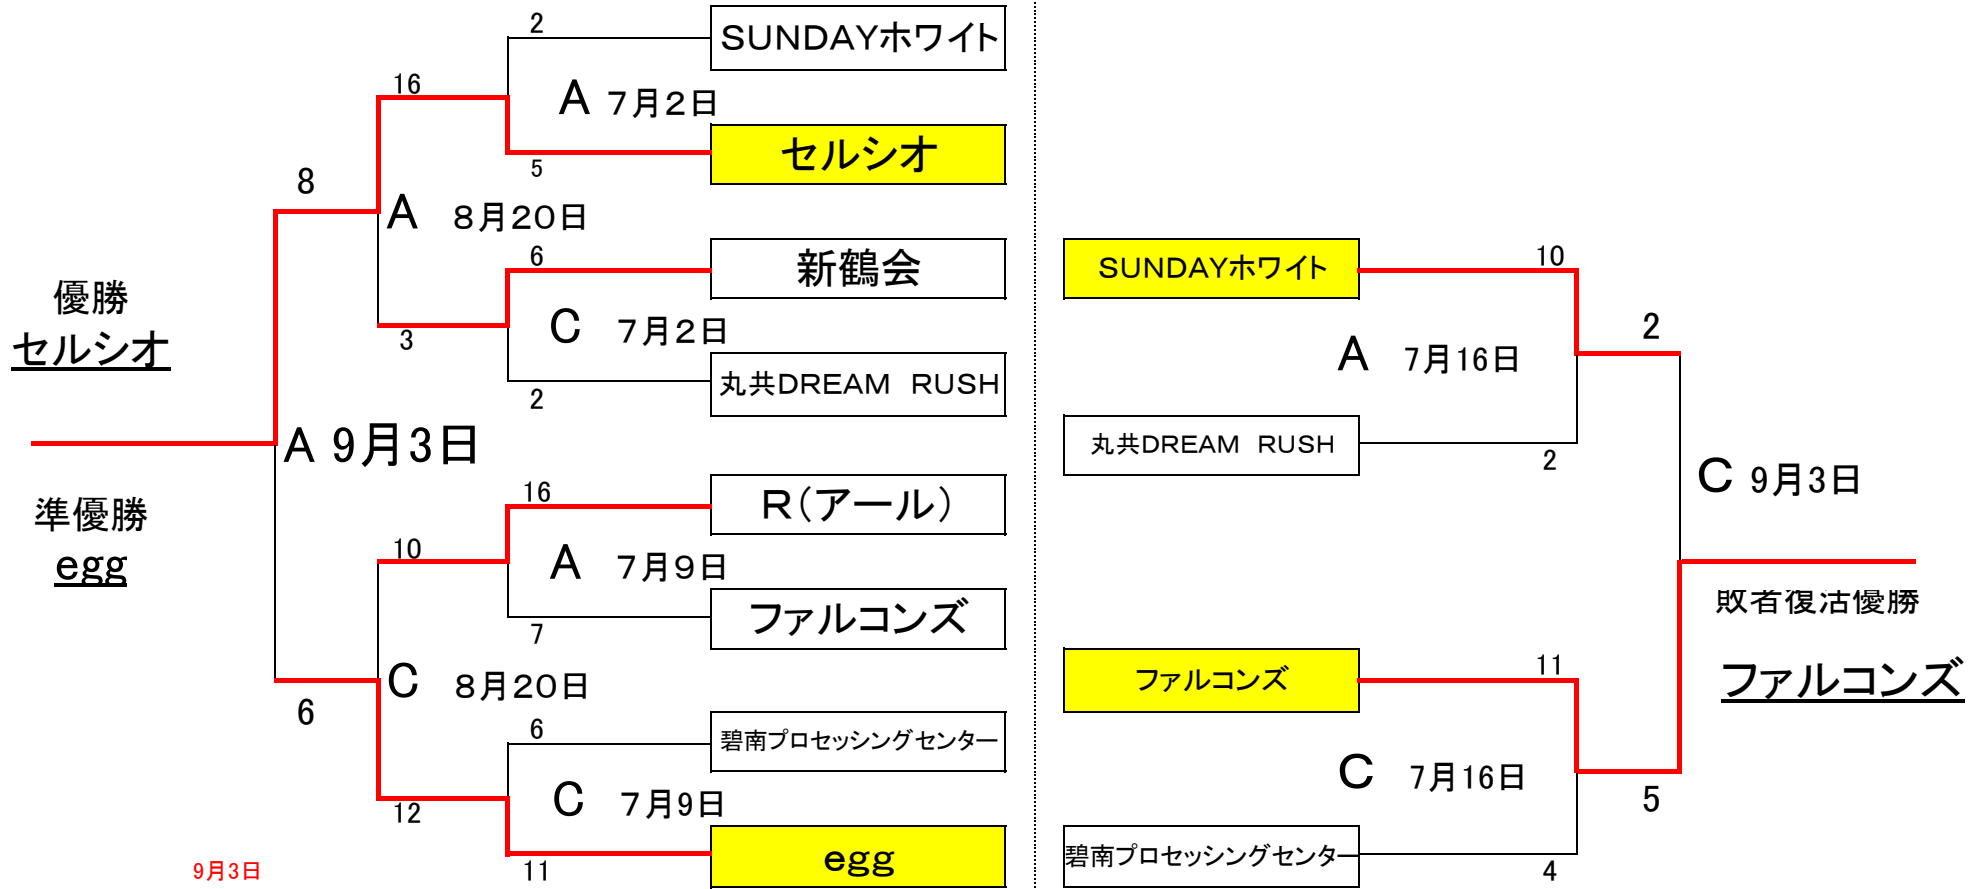 2
SUNDAYホワイト
16
A 7月2日
セルシオ
5
8
A 8月20日
6
新鶴会
優勝
セルシオ
3
C 7月2日
丸共DREAM RUSH
2
A 9月3日
16
R(アール)
準優勝
egg
10
A 7月9日
ファルコンズ
7
C 8月20日
6
6
碧南プロセッシングセンター
C 7月9日
12
egg
11
9月3日
SUNDAYホワイト
10
2
A 7月16日
丸共DREAM RUSH
2
C 9月3日
敗者復活優勝
ファルコンズ
ファルコンズ
11
C 7月16日
5
碧南プロセッシングセンター
4